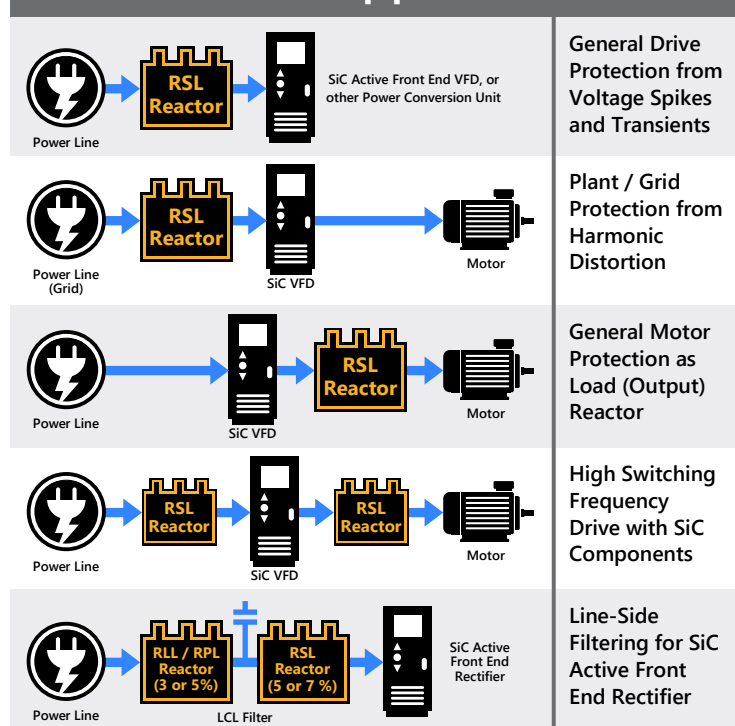 RSL
Reactor
Power Line
SiC Active Front End VFD, or
other Power Conversion Unit
General Drive
Protection from
Voltage Spikes
and Transients
RSL
Reactor
Power Line
(Grid)
SiC VFD
Motor
Plant / Grid
Protection from
Harmonic
Distortion
Power Line
SiC VFD
RSL
Reactor
Motor
General Motor
Protection as
Load (Output)
Reactor
Power Line
RSL
Reactor
SiC VFD
RSL
Reactor
Motor
High Switching
Frequency
Drive with SiC
Components
Power Line
RLL / RPL
Reactor
(3 or 5%)
LCL Filter
RSL
Reactor
(5 or 7 %)
SiC Active
Front End
Rectifier
Line-Side
Filtering for SiC
Active Front
End Rectifier